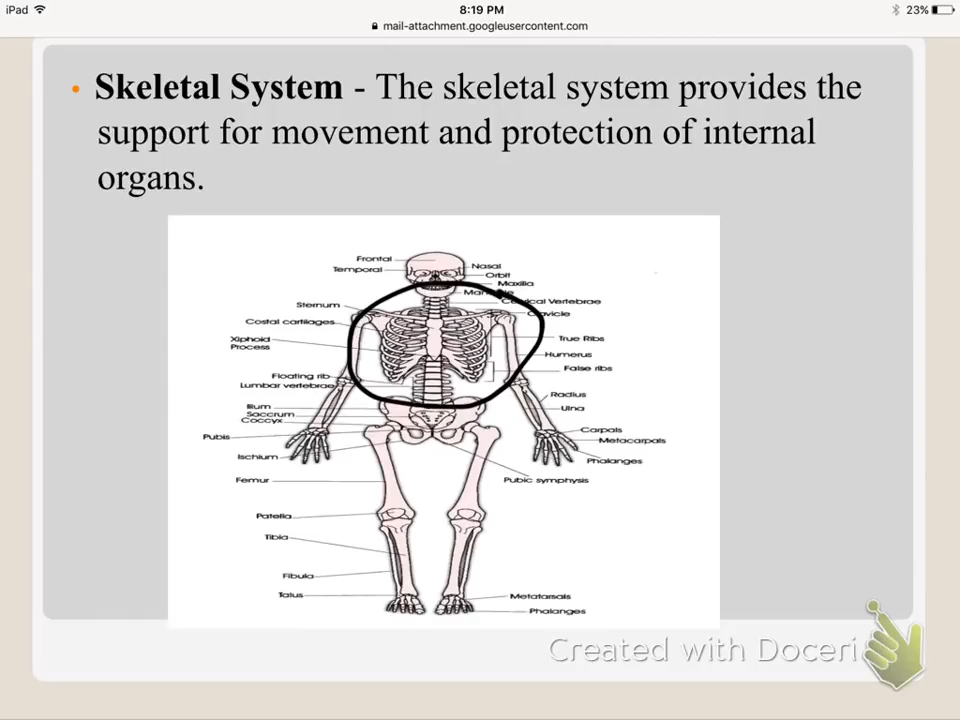 iPad
8:19 PM
23%
mail-attachment.googleusercontent.com
• Skeletal System - The skeletal system provides the
support for movement and protection of internal
organs.
Frontal
Temporal
Nasal
Orbit
Maxilla
Sternum
Cervical Vertebrae
Clavicle
Costal cartilages
Xiphoid
Process
True Ribs
Humerus
False ribs
Floating rib
Lumbar vertebrae
Radius
Ilium
Saccrum
Coccyx
Ulna
Pubis
Carpals
Metacarpals
Ischium
Phalanges
Femur
Pubic symphysis
Patella
Tibia
Fibula
Talus
Metatarsals
Phalanges
Created with Doceri